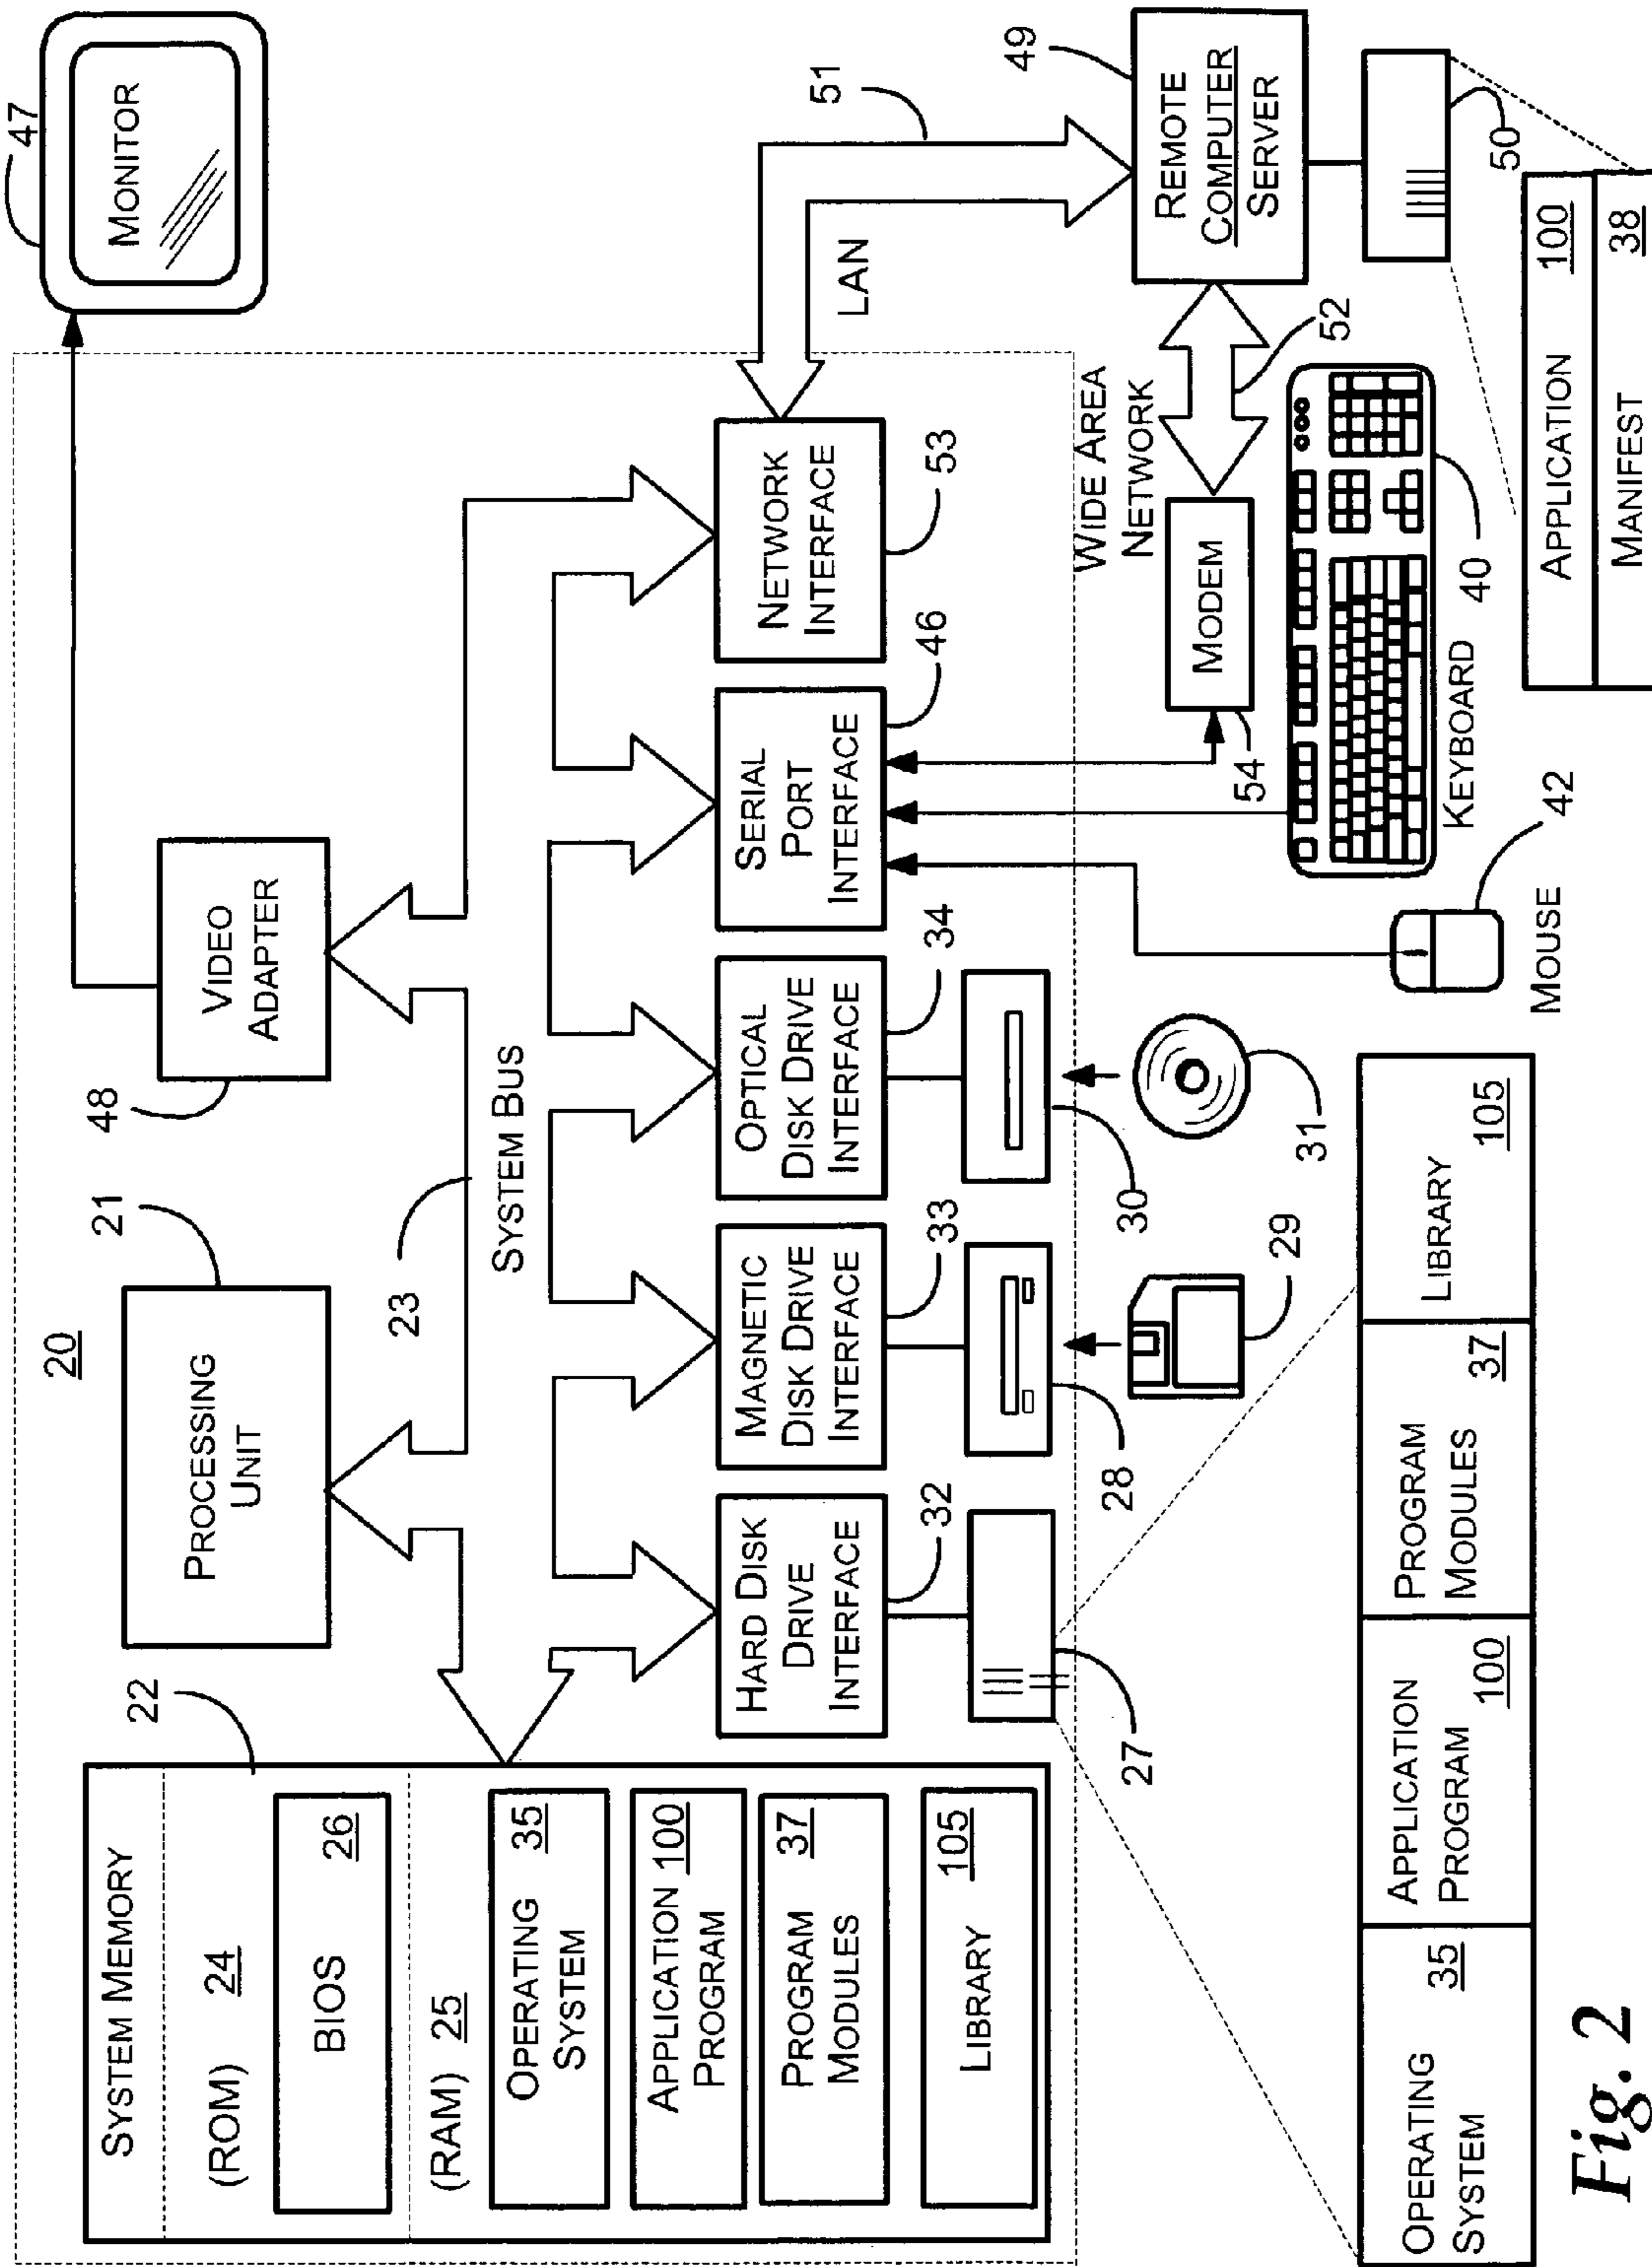 20
47
MONITOR
SYSTEM MEMORY
22
(ROM) 24
BIOS 26
(RAM) 25
OPERATING 35
SYSTEM
APPLICATION 100
PROGRAM
PROGRAM 37
MODULES
LIBRARY 105
PROCESSING
UNIT
21
48
VIDEO
ADAPTER
23
SYSTEM BUS
HARD DISK
DRIVE
INTERFACE
32
MAGNETIC
DISK DRIVE
INTERFACE
33
OPTICAL
DISK DRIVE
INTERFACE
34
SERIAL
PORT
INTERFACE
46
NETWORK
INTERFACE
53
LAN
51
27
28
30
29
31
WIDE AREA
NETWORK
54
MODEM
52
REMOTE
COMPUTER
SERVER
49
50
MOUSE
42
KEYBOARD
40
OPERATING
SYSTEM 35
APPLICATION
PROGRAM 100
PROGRAM
MODULES 37
LIBRARY 105
APPLICATION 100
MANIFEST 38
Fig. 2